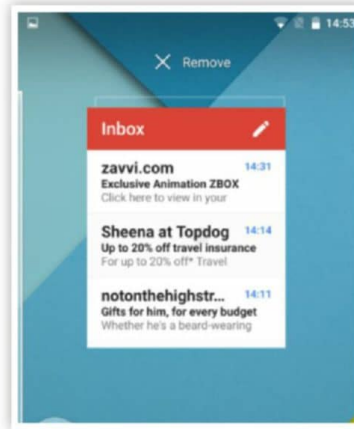 14:53
Remove
Inbox
zavvi.com 14:31
Exclusive Animation ZBOX
Click here to view in your
Sheena at Topdog 14:14
Up to 20% off travel insurance
For up to 20% off* Travel
notonthehighstr... 14:11
Gifts for him, for every budget
Whether he's a beard-wearing